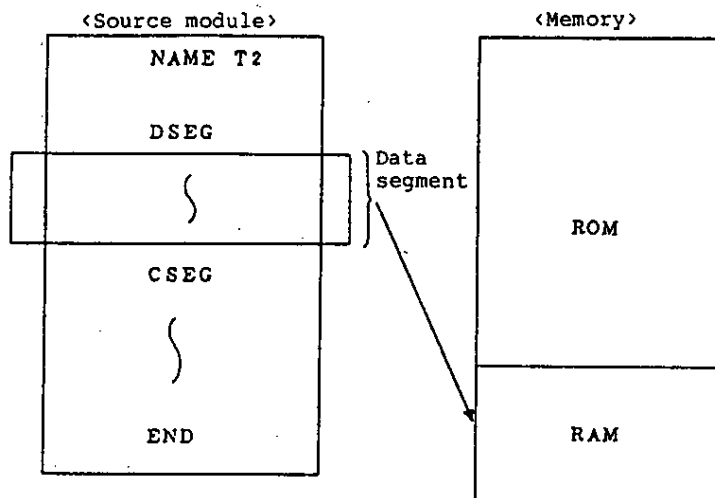 <Source module>
NAME T2
DSEG
Data
segment
CSEG
END
<Memory>
ROM
RAM